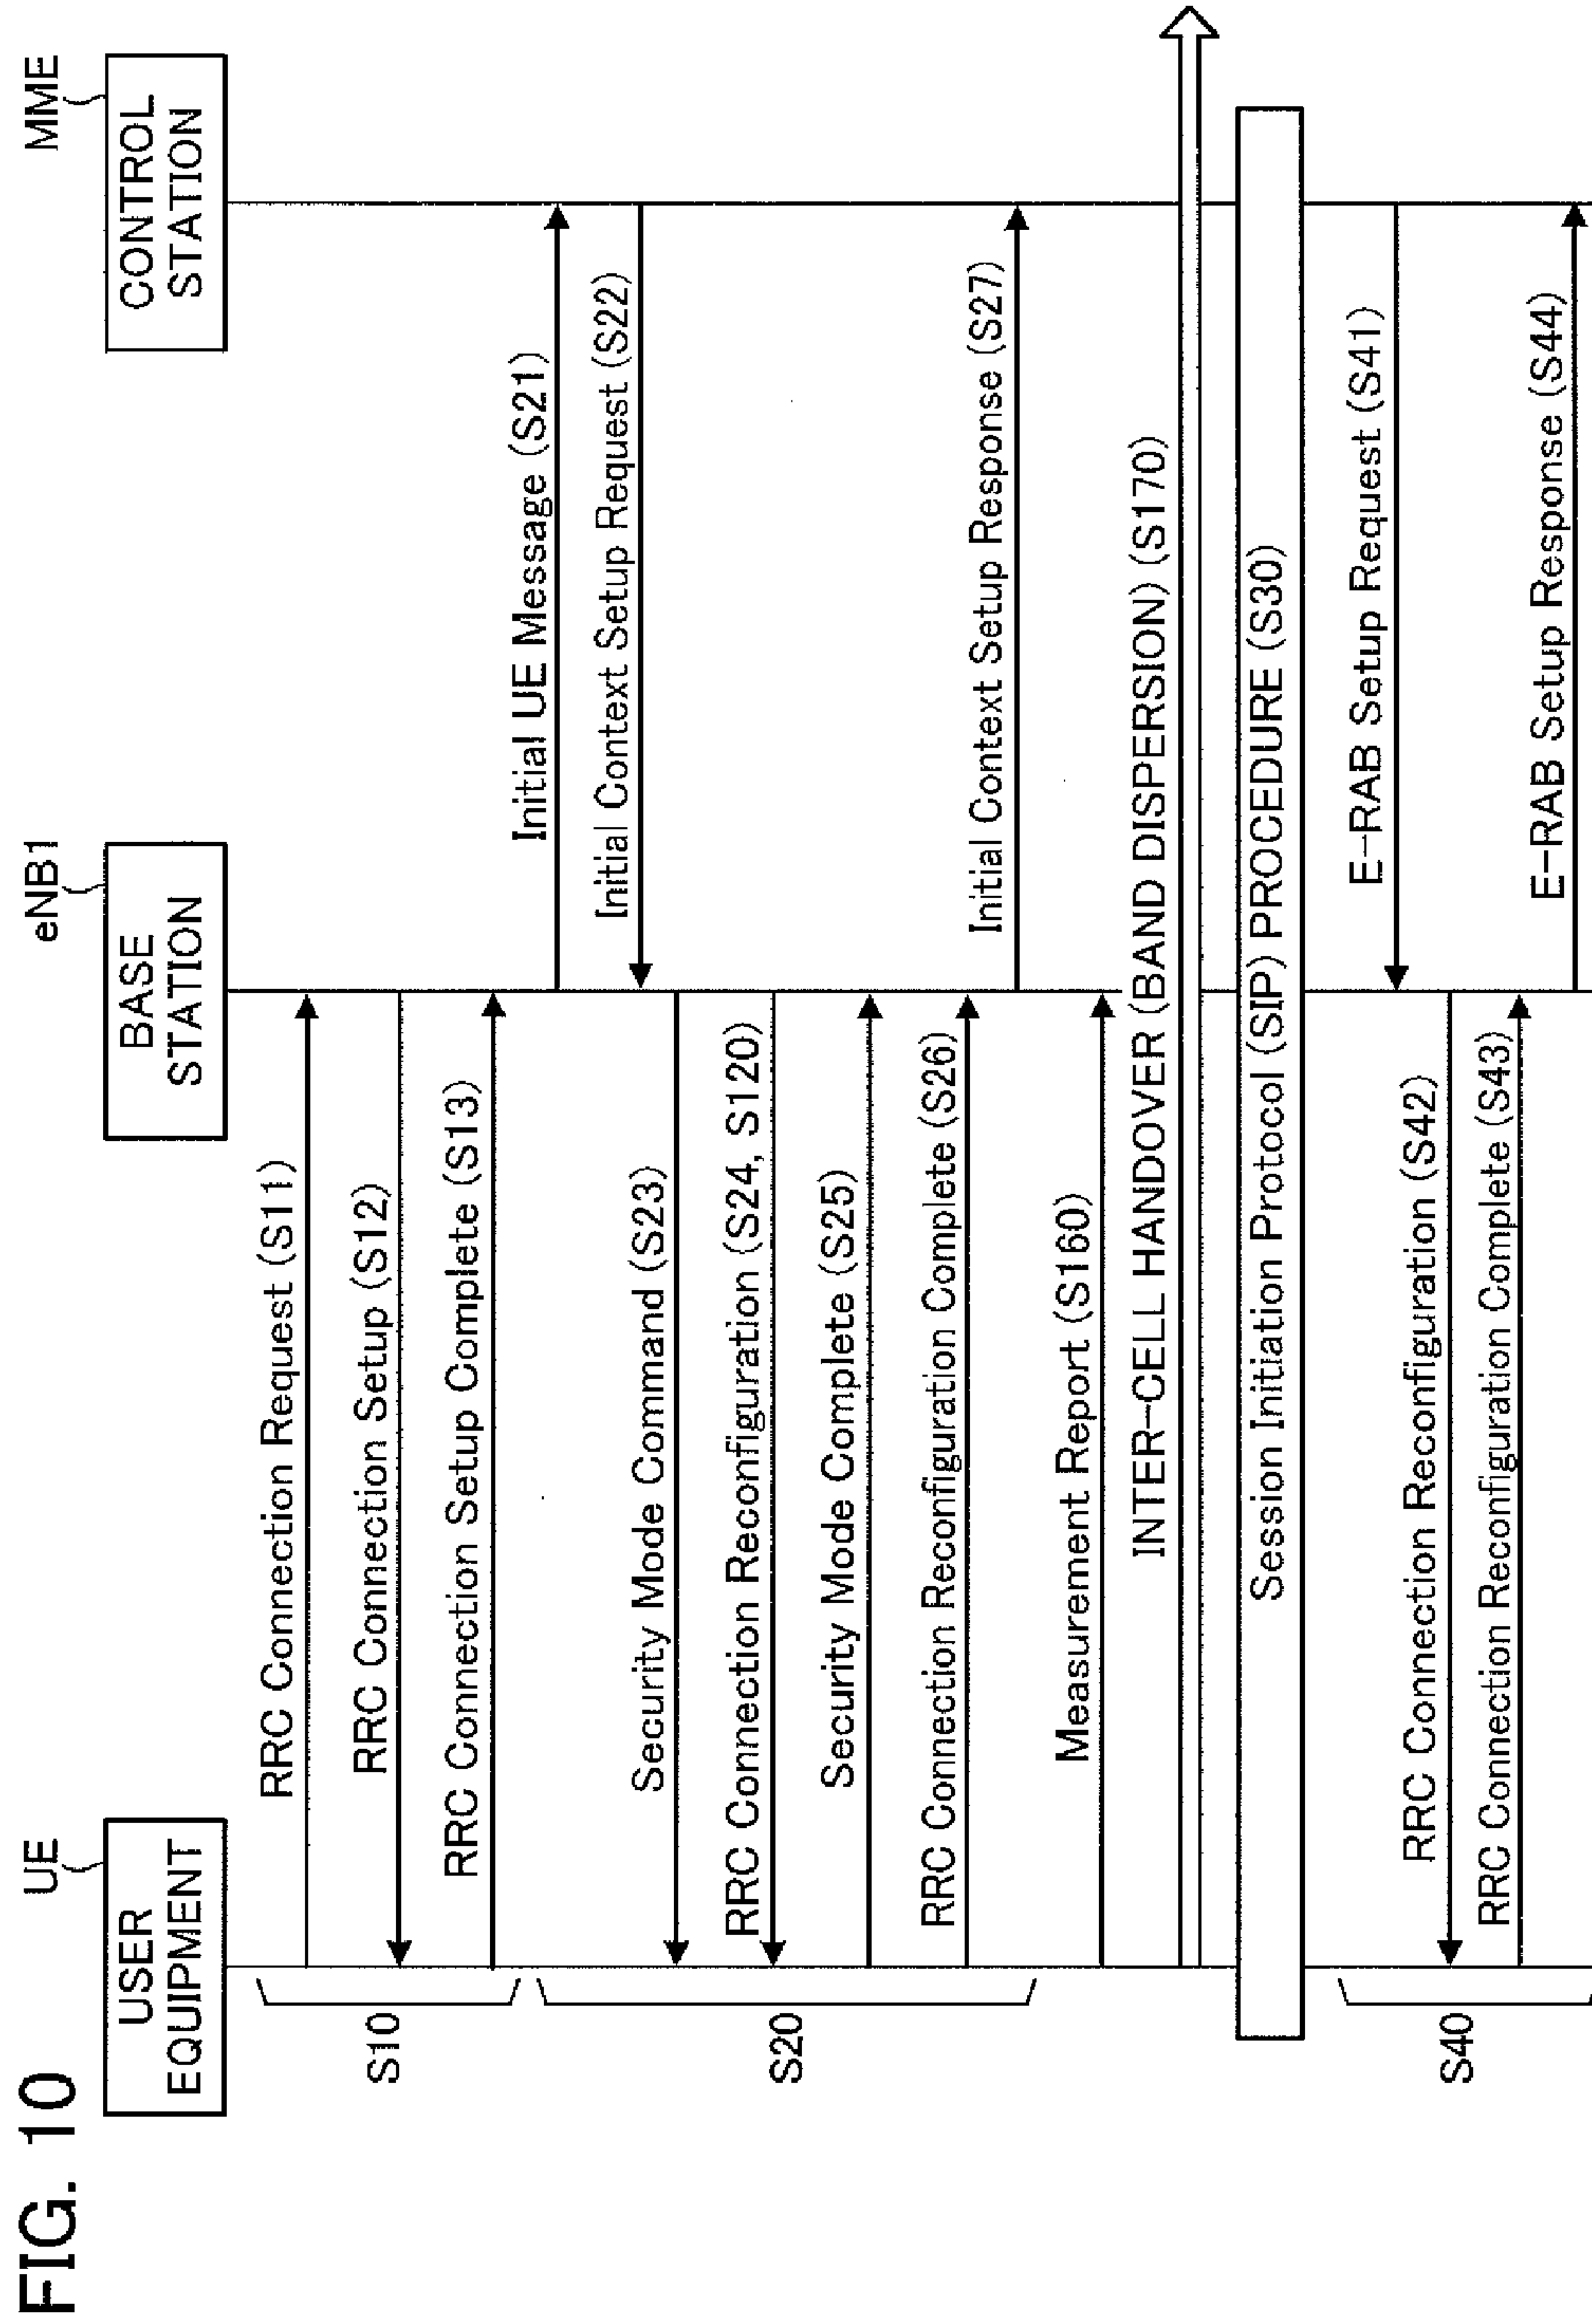 FIG. 10
UE
USER
EQUIPMENT
eNB1
BASE
STATION
MME
CONTROL
STATION
S10
RRC Connection Request (S11)
RRC Connection Setup (S12)
RRC Connection Setup Complete (S13)
Initial UE Message (S21)
Initial Context Setup Request (S22)
S20
Security Mode Command (S23)
RRC Connection Reconfiguration (S24, S120)
Security Mode Complete (S25)
RRC Connection Reconfiguration Complete (S26)
Initial Context Setup Response (S27)
Measurement Report (S160)
INTER-CELL HANDOVER (BAND DISPERSION) (S170)
Session Initiation Protocol (SIP) PROCEDURE (S30)
E-RAB Setup Request (S41)
S40
RRC Connection Reconfiguration (S42)
RRC Connection Reconfiguration Complete (S43)
E-RAB Setup Response (S44)